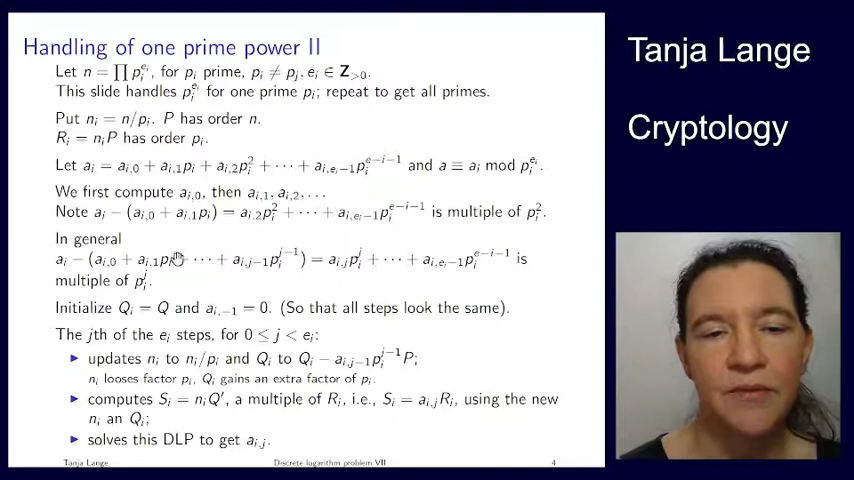 Handling of one prime power II
Let n = ∏ p_i^{e_i}, for p_i prime, p_i ≠ p_j, e_i ∈ Z_{>0}.
This slide handles p_i^{e_i} for one prime p_i; repeat to get all primes.
Put n_i = n/p_i. P has order n.
R_i = n_iP has order p_i.
Let a_i = a_{i,0} + a_{i,1}p_i + a_{i,2}p_i^2 + ··· + a_{i,e_i−1}p_i^{e−i−1} and a ≡ a_i mod p_i^{e_i}.
We first compute a_{i,0}, then a_{i,1}, a_{i,2}, ...
Note a_i − (a_{i,0} + a_{i,1}p_i) = a_{i,2}p_i^2 + ··· + a_{i,e_i−1}p_i^{e−i−1} is multiple of p_i^2.
In general
a_i − (a_{i,0} + a_{i,1}p_i + ··· + a_{i,j−1}p_i^{j−1}) = a_{i,j}p_i^j + ··· + a_{i,e_i−1}p_i^{e−i−1} is
multiple of p_i^j.
Initialize Q_i = Q and a_{i,−1} = 0. (So that all steps look the same).
The jth of the e_i steps, for 0 ≤ j < e_i:
▶ updates n_i to n_i/p_i and Q_i to Q_i − a_{i,j−1}p_i^{j−1}P;
n_i looses factor p_i, Q_i gains an extra factor of p_i.
▶ computes S_i = n_iQ′, a multiple of R_i, i.e., S_i = a_{i,j}R_i, using the new
n_i an Q_i;
▶ solves this DLP to get a_{i,j}.
Tanja Lange
Discrete logarithm problem VII
4
Tanja Lange
Cryptology